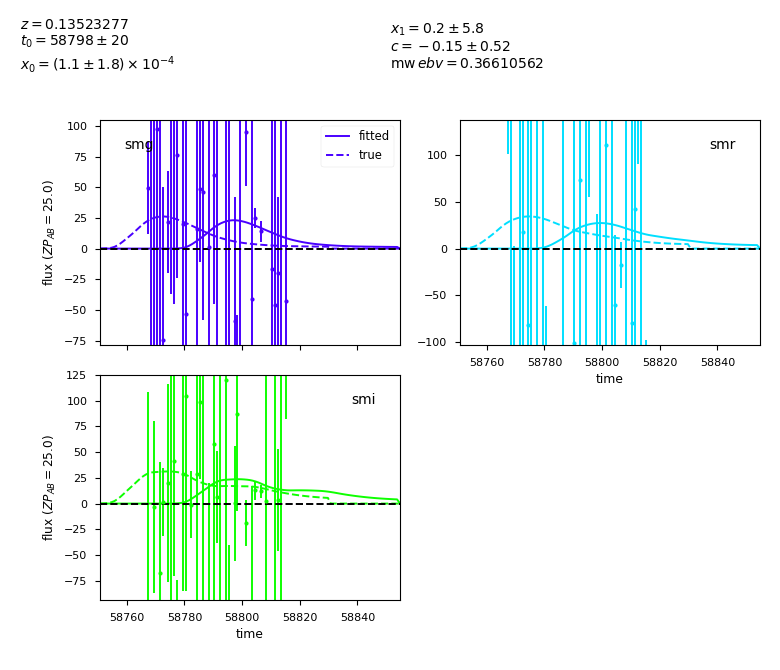 z = 0.13523277
t₀ = 58798 ± 20
x₀ = (1.1 ± 1.8) × 10⁻⁴
x₁ = 0.2 ± 5.8
c = −0.15 ± 0.52
mw ebv = 0.36610562
smg
fitted
true
100
75
50
25
0
−25
−50
−75
flux (ZP_AB = 25.0)
smr
100
50
0
−50
−100
58760 58780 58800 58820 58840
time
smi
125
100
75
50
25
0
−25
−50
−75
flux (ZP_AB = 25.0)
58760 58780 58800 58820 58840
time